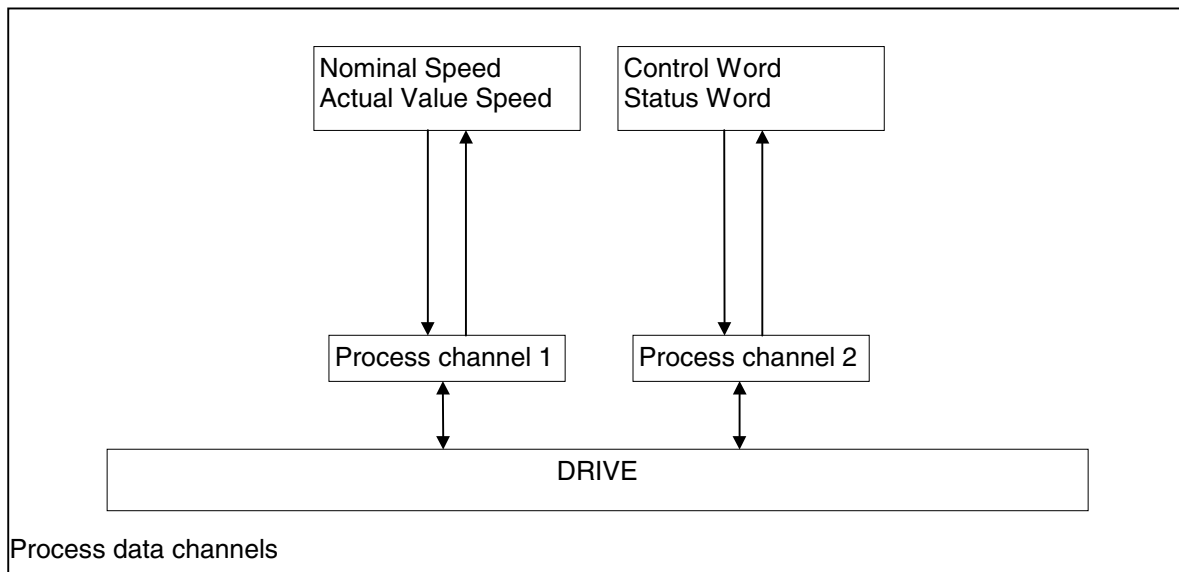 Nominal Speed
Actual Value Speed
Control Word
Status Word
Process channel 1
Process channel 2
DRIVE
Process data channels